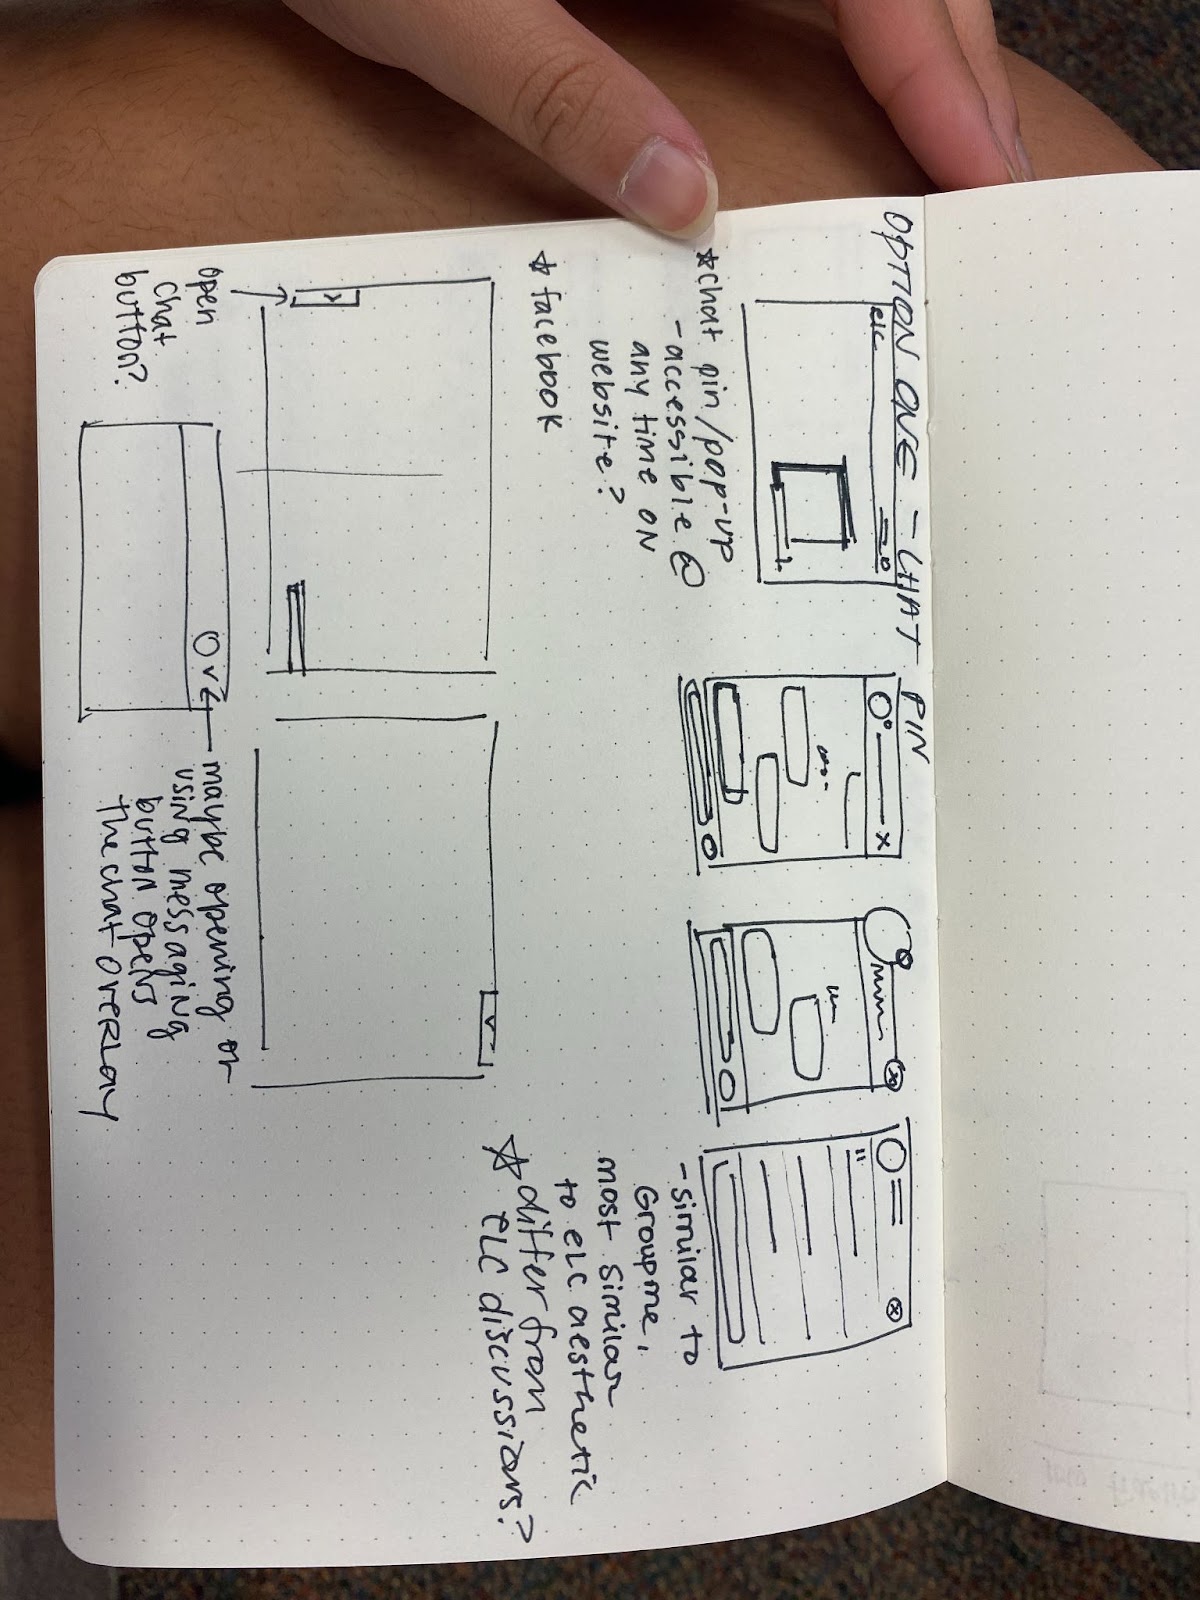 OPTION ONE - CHAT PIN
elc
☆ chat pin/pop-up
- accessible @
any time on
website?
☆ facebook
- similar to
Groupme,
most similar
to eLC aesthetic
☆ differ from
eLC discussions?
open
chat
button?
maybe opening or
using messaging
button opens
the chat overlay